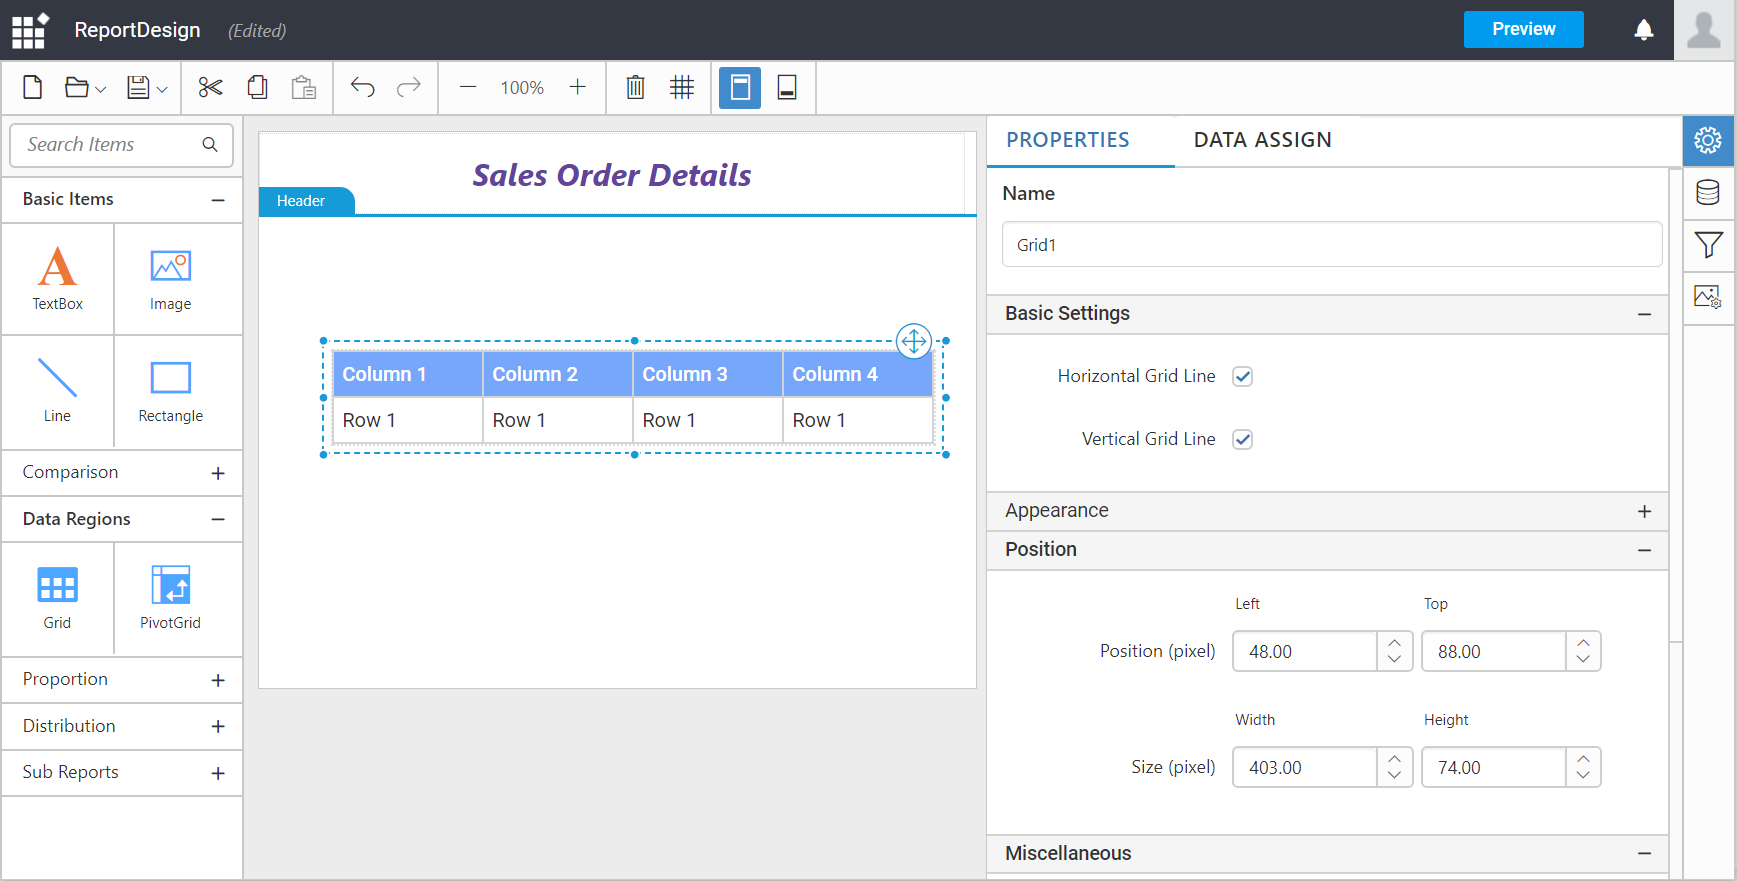 ReportDesign (Edited) Preview
100%
Search Items
Basic Items
TextBox Image
Line Rectangle
Comparison
Data Regions
Grid PivotGrid
Proportion
Distribution
Sub Reports
Sales Order Details
Header
Column 1 Column 2 Column 3 Column 4
Row 1 Row 1 Row 1 Row 1
PROPERTIES DATA ASSIGN
Name
Grid1
Basic Settings
Horizontal Grid Line
Vertical Grid Line
Appearance
Position
Left Top
Position (pixel) 48.00 88.00
Width Height
Size (pixel) 403.00 74.00
Miscellaneous